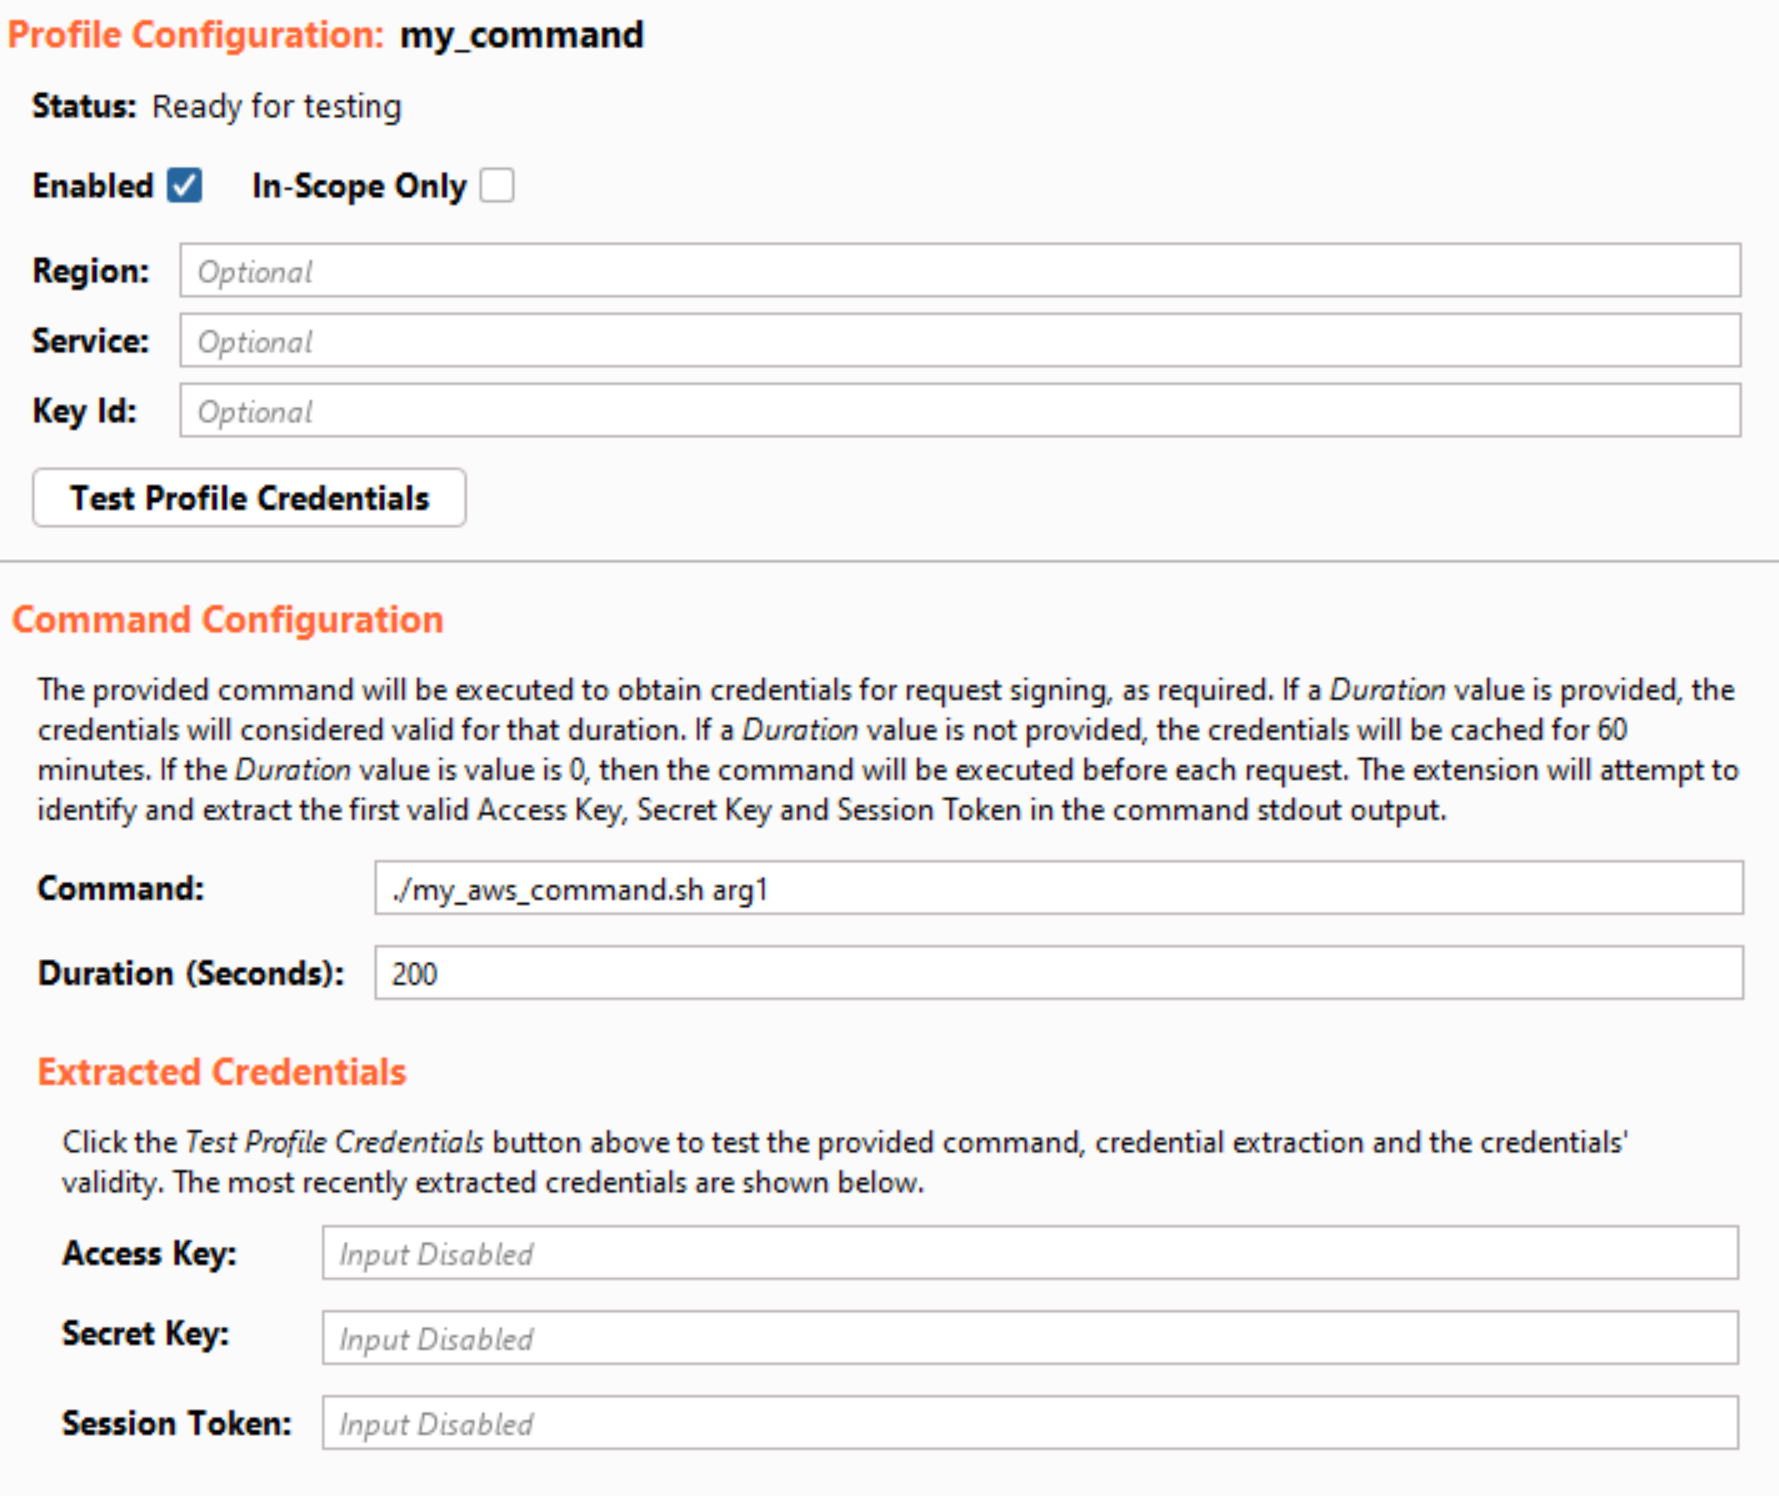 Profile Configuration: my_command
Status: Ready for testing
Enabled In-Scope Only
Region: Optional
Service: Optional
Key Id: Optional
Test Profile Credentials
Command Configuration
The provided command will be executed to obtain credentials for request signing, as required. If a Duration value is provided, the
credentials will considered valid for that duration. If a Duration value is not provided, the credentials will be cached for 60
minutes. If the Duration value is value is 0, then the command will be executed before each request. The extension will attempt to
identify and extract the first valid Access Key, Secret Key and Session Token in the command stdout output.
Command: ./my_aws_command.sh arg1
Duration (Seconds): 200
Extracted Credentials
Click the Test Profile Credentials button above to test the provided command, credential extraction and the credentials'
validity. The most recently extracted credentials are shown below.
Access Key: Input Disabled
Secret Key: Input Disabled
Session Token: Input Disabled